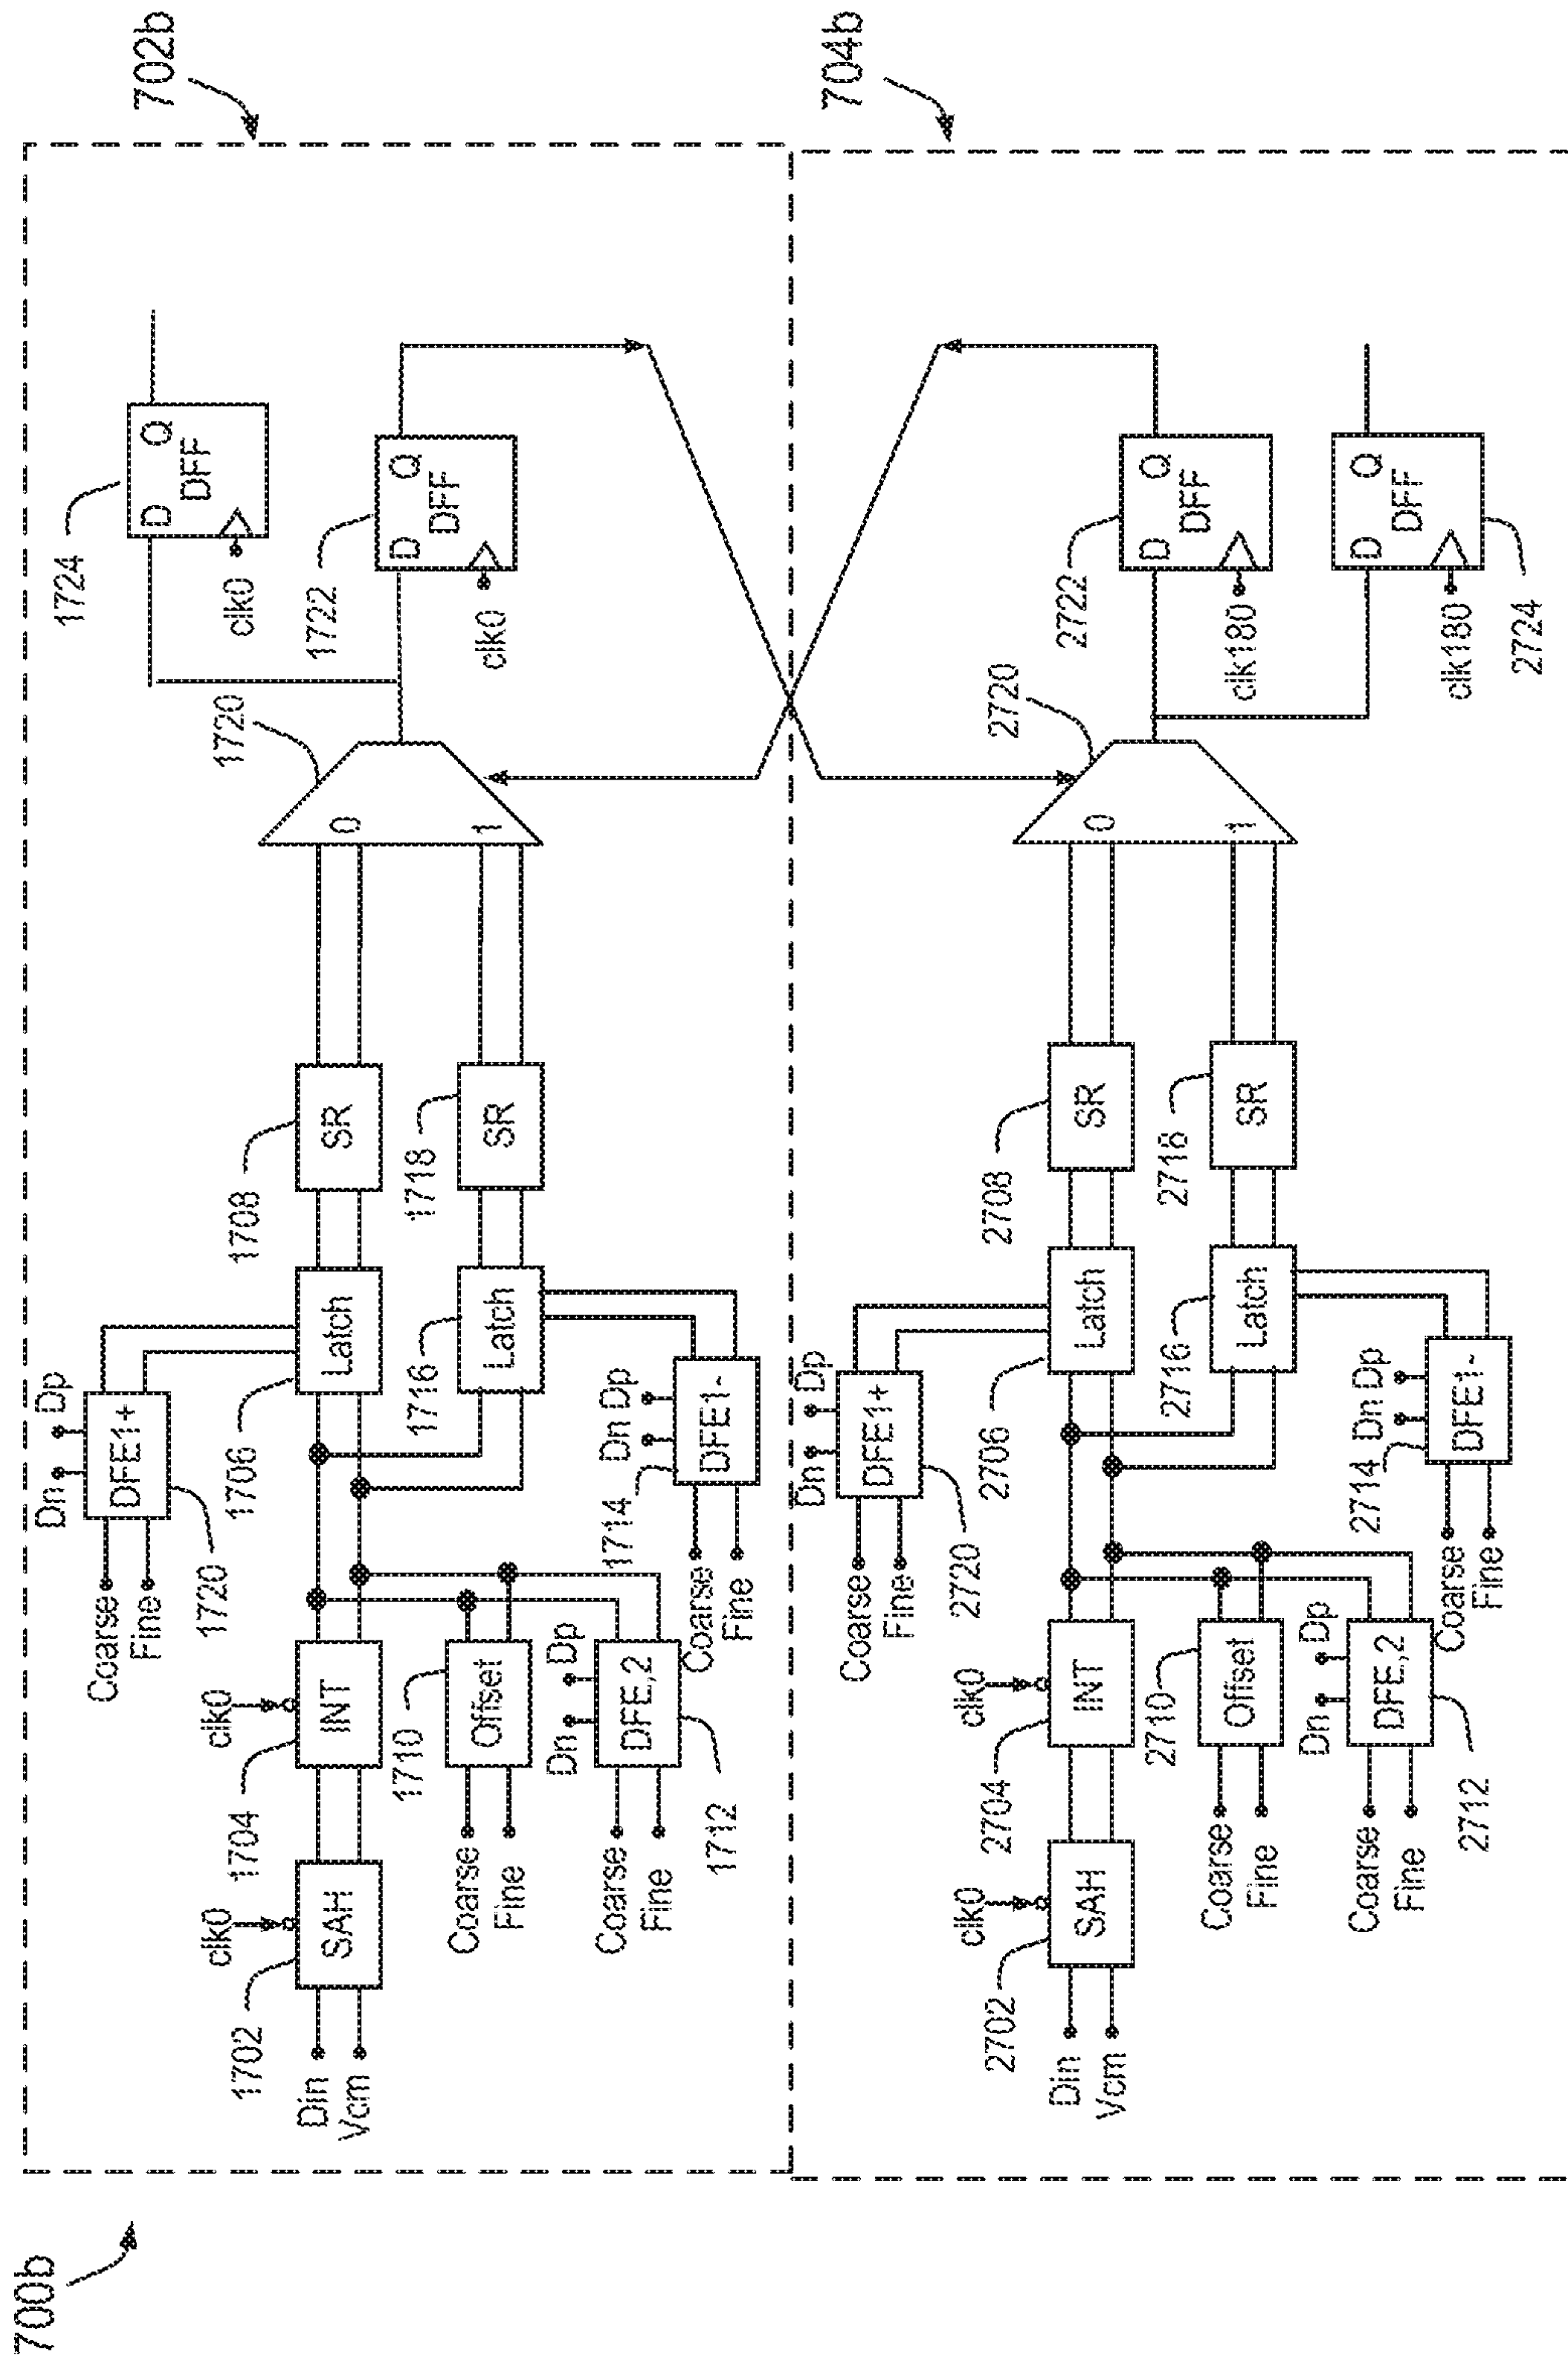 700b
702b
Din
Vcm
1702
SAH
clk0
1704
INT
clk0
Coarse
Fine
1720
DFE1+
Dn
Dp
1706
Latch
1708
SR
1720
0
1
1724
D
Q
DFF
clk0
1722
D
Q
DFF
clk0
Coarse
Fine
1710
Offset
Coarse
Fine
1712
DFE,2
Dn
Dp
1716
Latch
1718
SR
Coarse
Fine
1714
DFE1~
Dn
Dp
704b
Din
Vcm
2702
SAH
clk0
2704
INT
clk0
Coarse
Fine
2720
DFE1+
Dn
Dp
2706
Latch
2708
SR
2720
0
1
2722
D
Q
DFF
clk180
2724
D
Q
DFF
clk180
Coarse
Fine
2710
Offset
Coarse
Fine
2712
DFE,2
Dn
Dp
2716
Latch
2718
SR
Coarse
Fine
2714
DFE1~
Dn
Dp